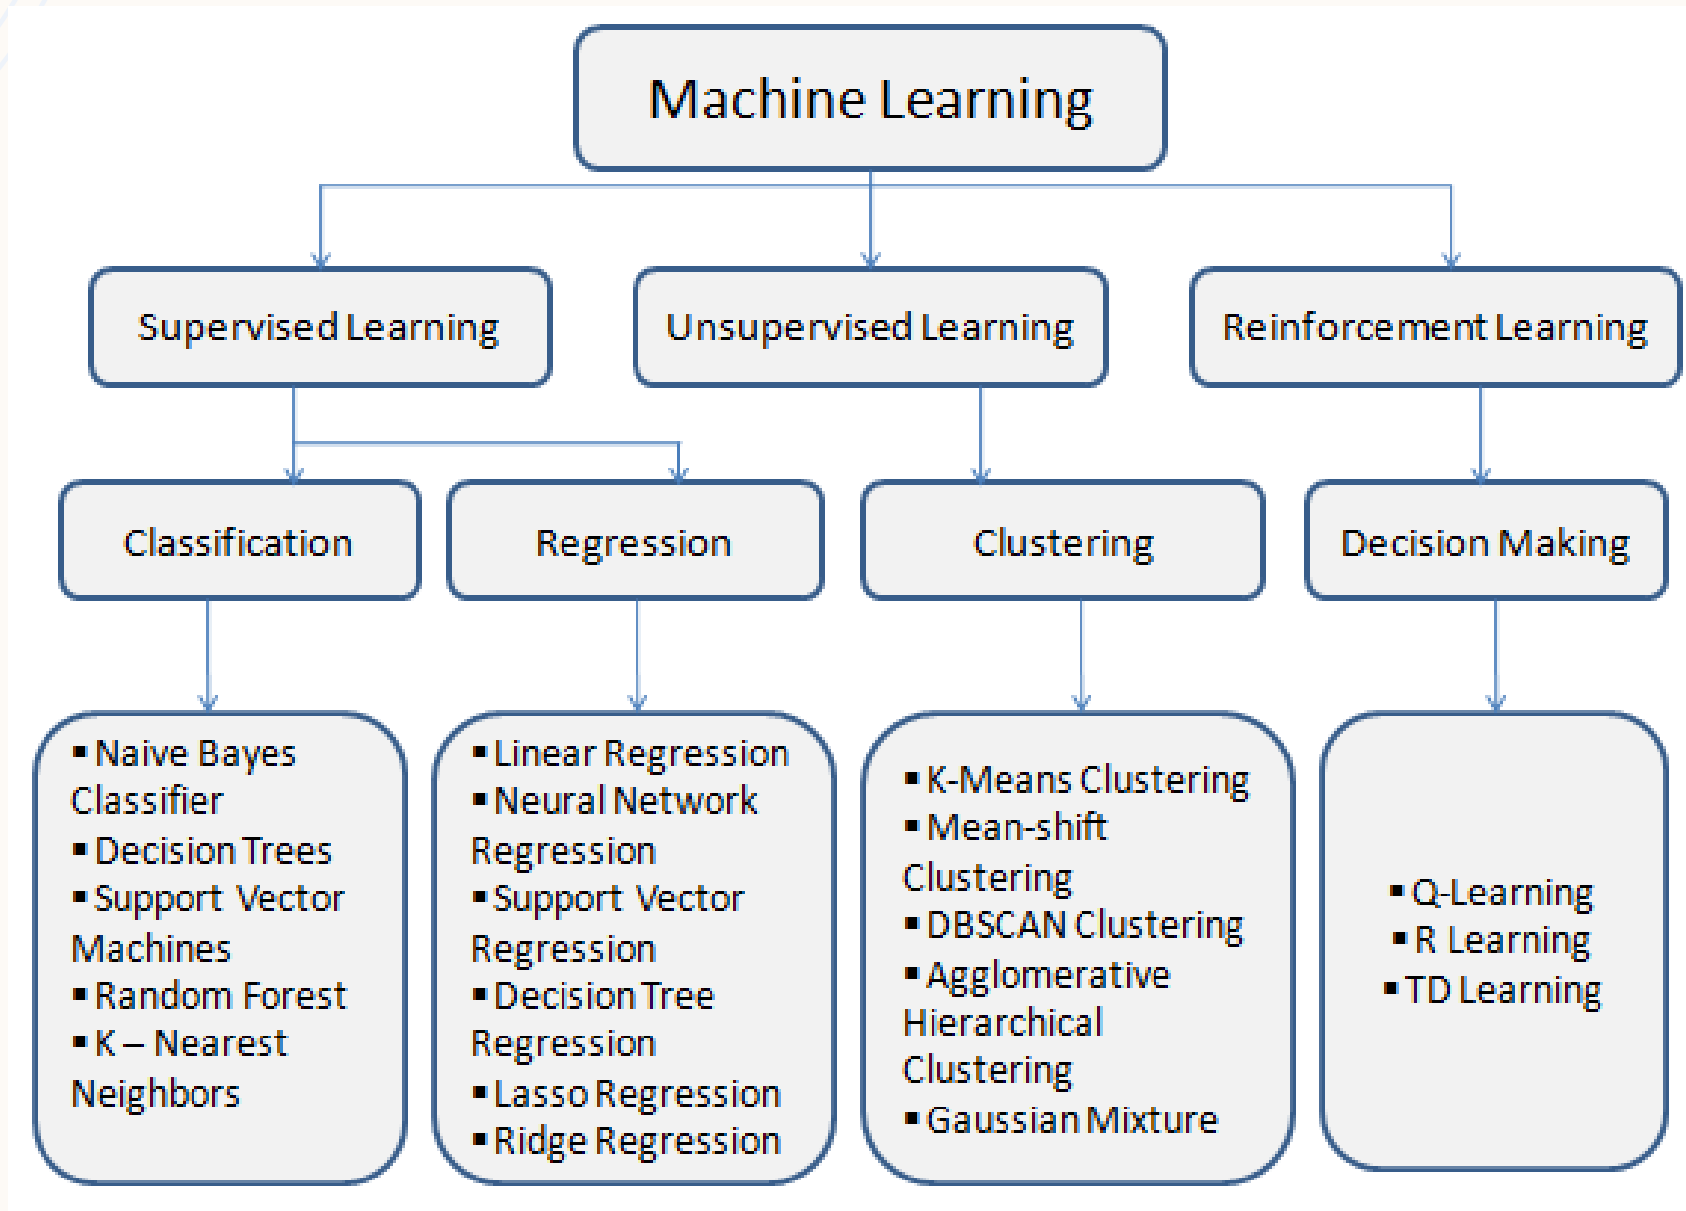 Machine Learning
Supervised Learning
Unsupervised Learning
Reinforcement Learning
Classification
Regression
Clustering
Decision Making
▪ Naive Bayes
Classifier
▪ Decision Trees
▪ Support Vector
Machines
▪ Random Forest
▪ K – Nearest
Neighbors
▪ Linear Regression
▪ Neural Network
Regression
▪ Support Vector
Regression
▪ Decision Tree
Regression
▪ Lasso Regression
▪ Ridge Regression
▪ K-Means Clustering
▪ Mean-shift
Clustering
▪ DBSCAN Clustering
▪ Agglomerative
Hierarchical
Clustering
▪ Gaussian Mixture
▪ Q-Learning
▪ R Learning
▪ TD Learning